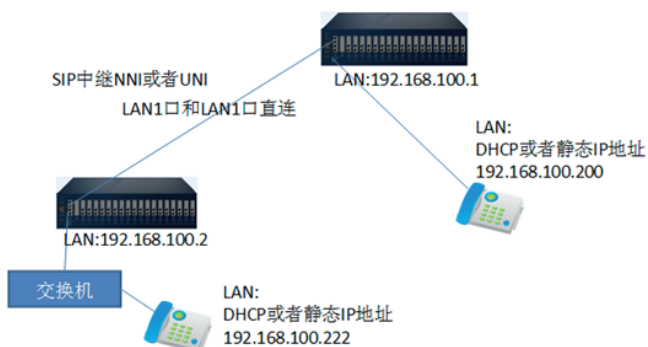 SIP中继NNI或者UNI
LAN1口和LAN1口直连
LAN:192.168.100.1
LAN:
DHCP或者静态IP地址
192.168.100.200
LAN:192.168.100.2
交换机
LAN:
DHCP或者静态IP地址
192.168.100.222